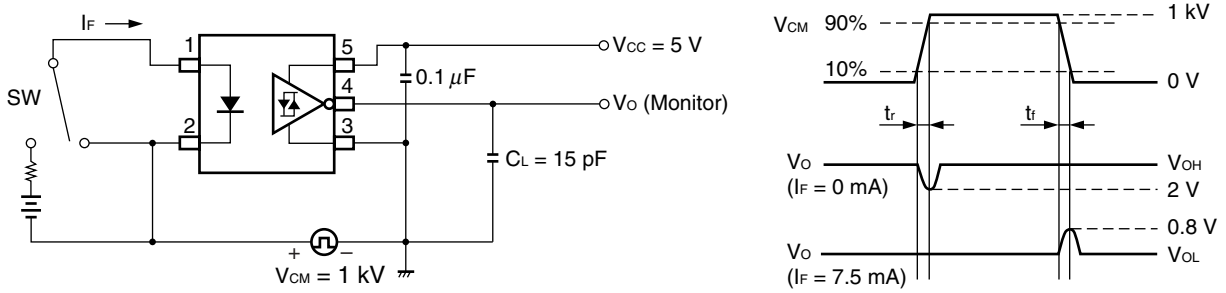 IF
1
5
VCC = 5 V
0.1 μF
SW
4
VO (Monitor)
2
3
CL = 15 pF
+ −
VCM = 1 kV
VCM
90%
1 kV
10%
0 V
tr
tf
VO
(IF = 0 mA)
VOH
2 V
0.8 V
VO
(IF = 7.5 mA)
VOL